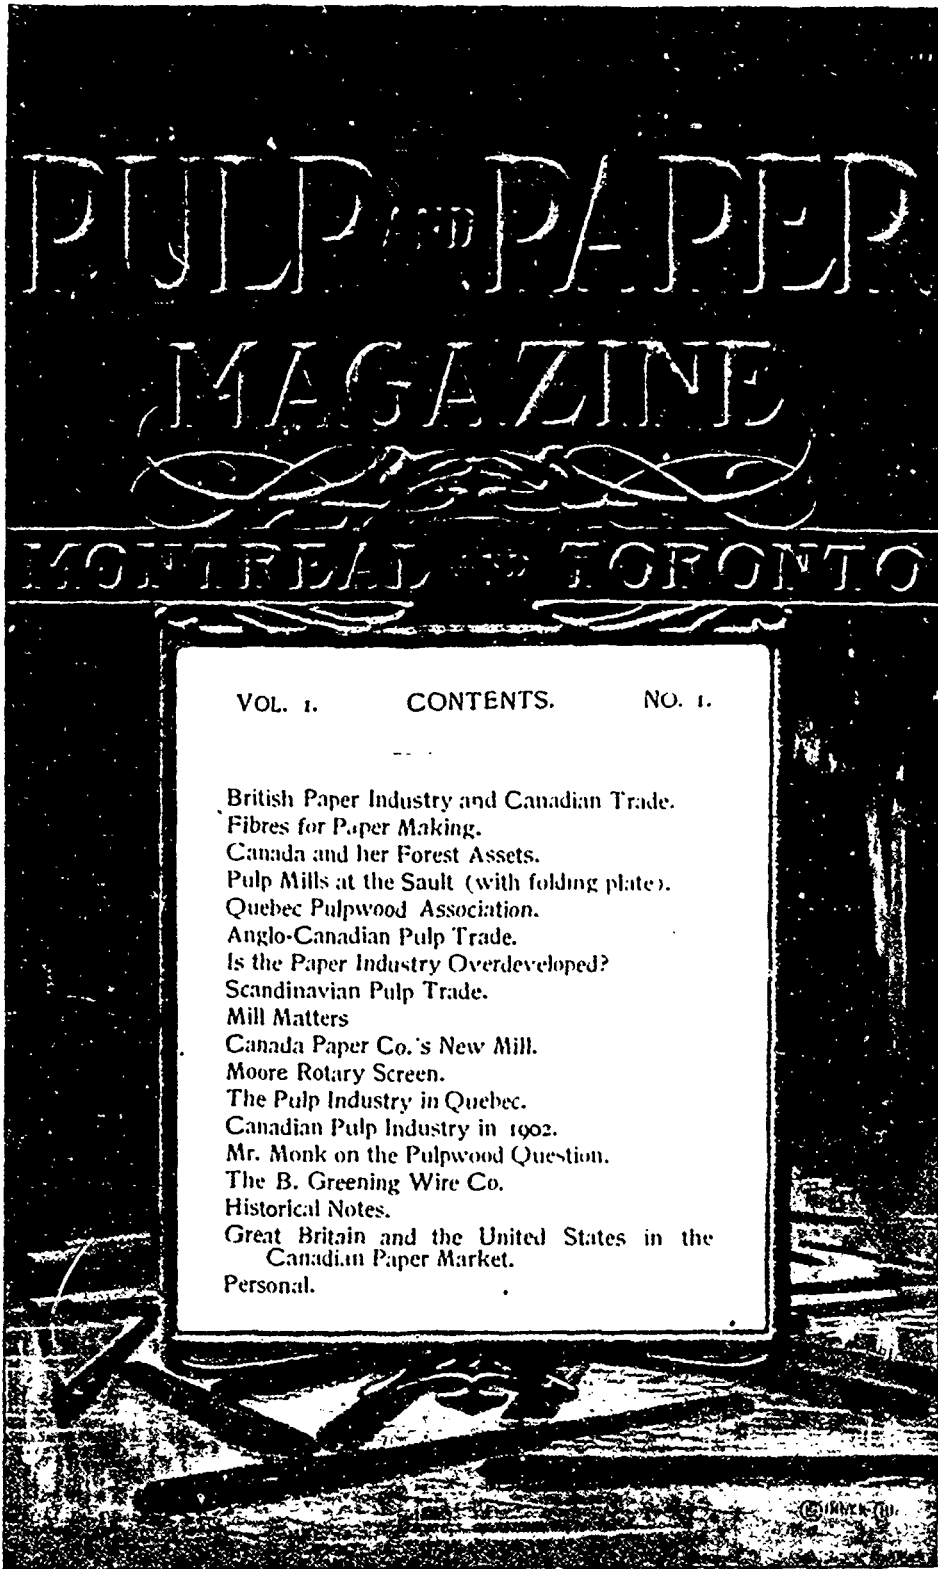 PULP AND PAPER
MAGAZINE
MONTREAL AND TORONTO
VOL. 1. CONTENTS. NO. 1.
British Paper Industry and Canadian Trade.
Fibres for Paper Making.
Canada and her Forest Assets.
Pulp Mills at the Sault (with folding plate).
Quebec Pulpwood Association.
Anglo-Canadian Pulp Trade.
Is the Paper Industry Overdeveloped?
Scandinavian Pulp Trade.
Mill Matters
Canada Paper Co.'s New Mill.
Moore Rotary Screen.
The Pulp Industry in Quebec.
Canadian Pulp Industry in 1902.
Mr. Monk on the Pulpwood Question.
The B. Greening Wire Co.
Historical Notes.
Great Britain and the United States in the
Canadian Paper Market.
Personal.